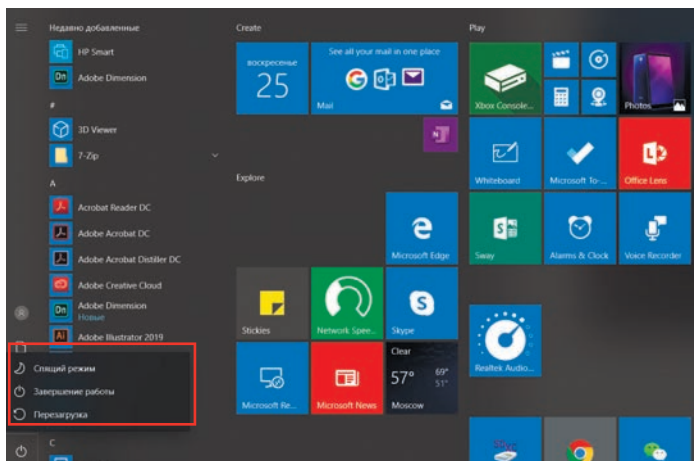 Недавно добавленные
HP Smart
Adobe Dimension
#
3D Viewer
7-Zip
A
Acrobat Reader DC
Adobe Acrobat DC
Adobe Acrobat Distiller DC
Adobe Creative Cloud
Adobe Dimension
Новые
Adobe Illustrator 2019
Спящий режим
Завершение работы
Перезагрузка
C
Create
воскресенье
25
See all your mail in one place
Mail
Explore
Microsoft Edge
Stickies
Network Spee...
Skype
Microsoft Re...
Microsoft News
Clear
57° 69°
51°
Moscow
Play
Xbox Console...
Photos
Whiteboard
Microsoft To-...
Office Lens
Sway
Alarms & Clock
Voice Recorder
Realtek Audio...